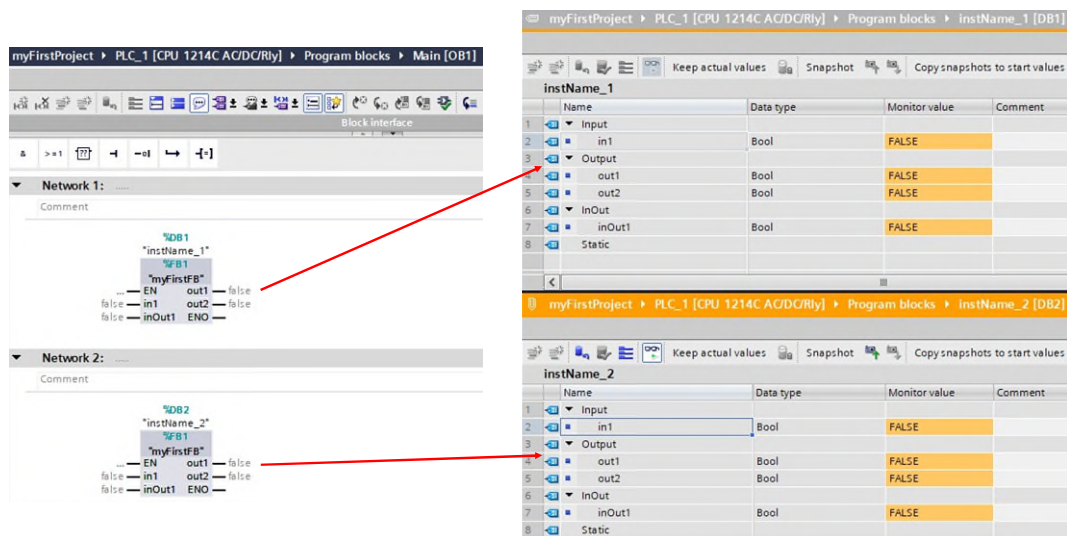 myFirstProject ▸ PLC_1 [CPU 1214C AC/DC/Rly] ▸ Program blocks ▸ Main [OB1]
Block interface
& >=1 ?? ⊣ –o| ↦ –[=]
Network 1: .....
Comment
%DB1
"instName_1"
%FB1
"myFirstFB"
... EN out1 false
false in1 out2 false
false inOut1 ENO
Network 2: .....
Comment
%DB2
"instName_2"
%FB1
"myFirstFB"
... EN out1 false
false in1 out2 false
false inOut1 ENO
myFirstProject ▸ PLC_1 [CPU 1214C AC/DC/Rly] ▸ Program blocks ▸ instName_1 [DB1]
Keep actual values Snapshot Copy snapshots to start values
instName_1
Name Data type Monitor value Comment
1 Input
2 in1 Bool FALSE
3 Output
4 out1 Bool FALSE
5 out2 Bool FALSE
6 InOut
7 inOut1 Bool FALSE
8 Static
myFirstProject ▸ PLC_1 [CPU 1214C AC/DC/Rly] ▸ Program blocks ▸ instName_2 [DB2]
Keep actual values Snapshot Copy snapshots to start values
instName_2
Name Data type Monitor value Comment
1 Input
2 in1 Bool FALSE
3 Output
4 out1 Bool FALSE
5 out2 Bool FALSE
6 InOut
7 inOut1 Bool FALSE
8 Static